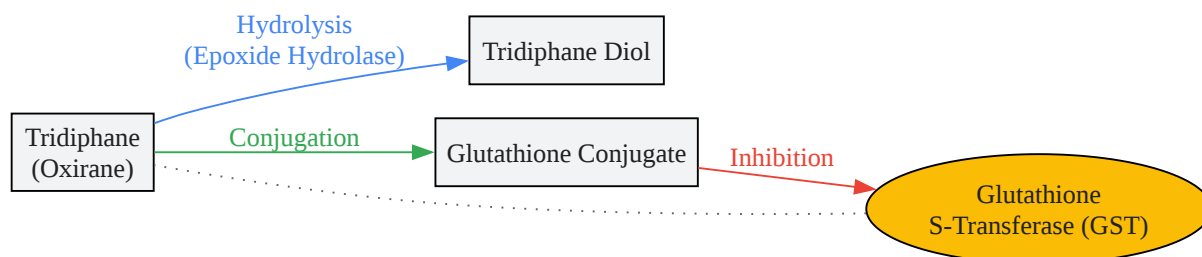 Hydrolysis
(Epoxide Hydrolase)
Tridiphane Diol
Tridiphane
(Oxirane)
Conjugation
Glutathione Conjugate
Inhibition
Glutathione
S-Transferase (GST)